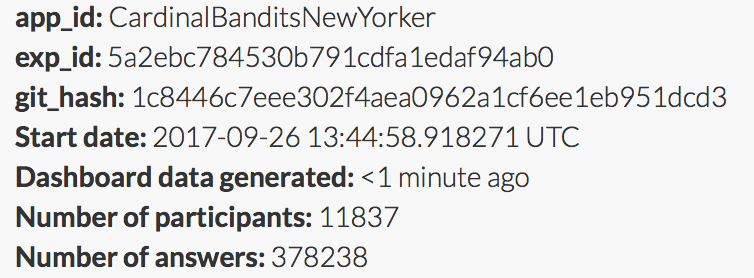 app_id: CardinalBanditsNewYorker
exp_id: 5a2ebc784530b791cdfa1edaf94ab0
git_hash: 1c8446c7eee302f4aea0962a1cf6ee1eb951dcd3
Start date: 2017-09-26 13:44:58.918271 UTC
Dashboard data generated: <1 minute ago
Number of participants: 11837
Number of answers: 378238